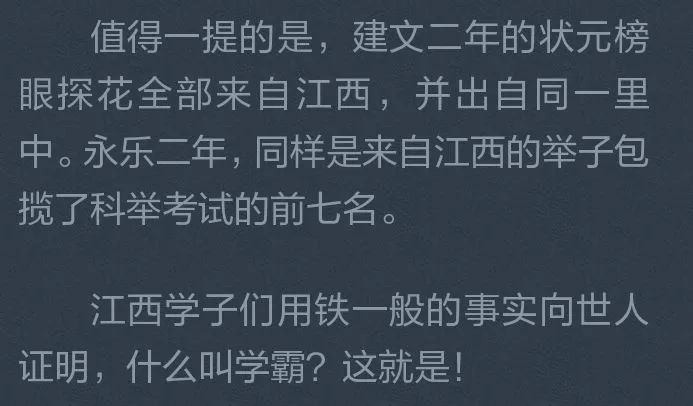 值得一提的是，建文二年的状元榜
眼探花全部来自江西，并出自同一里
中。永乐二年，同样是来自江西的举子包
揽了科举考试的前七名。
江西学子们用铁一般的事实向世人
证明，什么叫学霸？这就是！